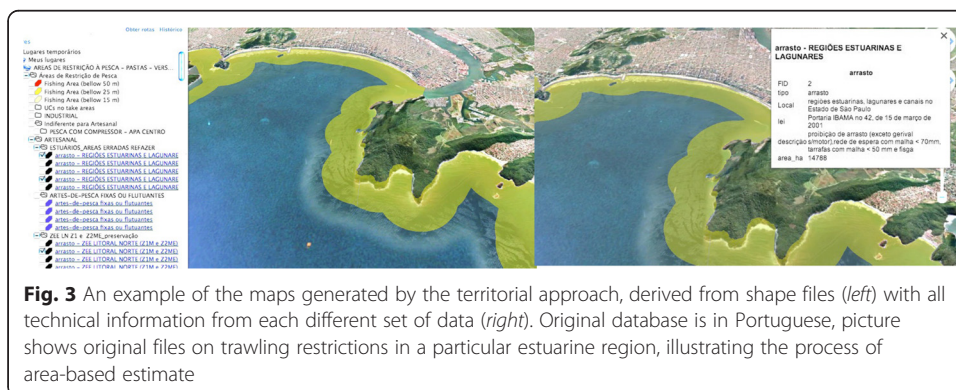 Obter rotas Histórico
Lugares temporários
Meus lugares
AREAS DE RESTRIÇÃO À PESCA - PASTAS - VERS...
Áreas de Restrição de Pesca
Fishing Area (bellow 50 m)
Fishing Area (bellow 25 m)
Fishing Area (bellow 15 m)
UCs no take areas
INDUSTRIAL
Indiferente para Artesanal
PESCA COM COMPRESSOR - APA CENTRO
ARTESANAL
ESTUÁRIOS_AREAS ERRADAS REFAZER
arrasto - REGIÕES ESTUARINAS E LAGUNARE
arrasto - REGIÕES ESTUARINAS E LAGUNARE
arrasto - REGIÕES ESTUARINAS E LAGUNARE
arrasto - REGIÕES ESTUARINAS E LAGUNARE
ARTES-DE-PESCA FIXAS OU FLUTUANTES
artes-de-pesca fixas ou flutuantes
artes-de-pesca fixas ou flutuantes
artes-de-pesca fixas ou flutuantes
artes-de-pesca fixas ou flutuantes
ZEE LN Z1 e Z2ME_preservação
arrasto - ZEE LITORAL NORTE (Z1M e Z2ME)
arrasto - ZEE LITORAL NORTE (Z1M e Z2ME)
arrasto - ZEE LITORAL NORTE (Z1M e Z2ME)
arrasto - REGIÕES ESTUARINAS E
LAGUNARES
arrasto
FID 2
tipo arrasto
Local regiões estuarinas, lagunares e canais no
Estado de São Paulo
lei Portaria IBAMA no 42, de 15 de março de
2001
proibição de arrasto (exceto gerival
descrição s/motor),rede de espera com malha < 70mm,
tarrafas com malha < 50 mm e fisga
area_ha 14788
Fig. 3 An example of the maps generated by the territorial approach, derived from shape files (left) with all
technical information from each different set of data (right). Original database is in Portuguese, picture
shows original files on trawling restrictions in a particular estuarine region, illustrating the process of
area-based estimate